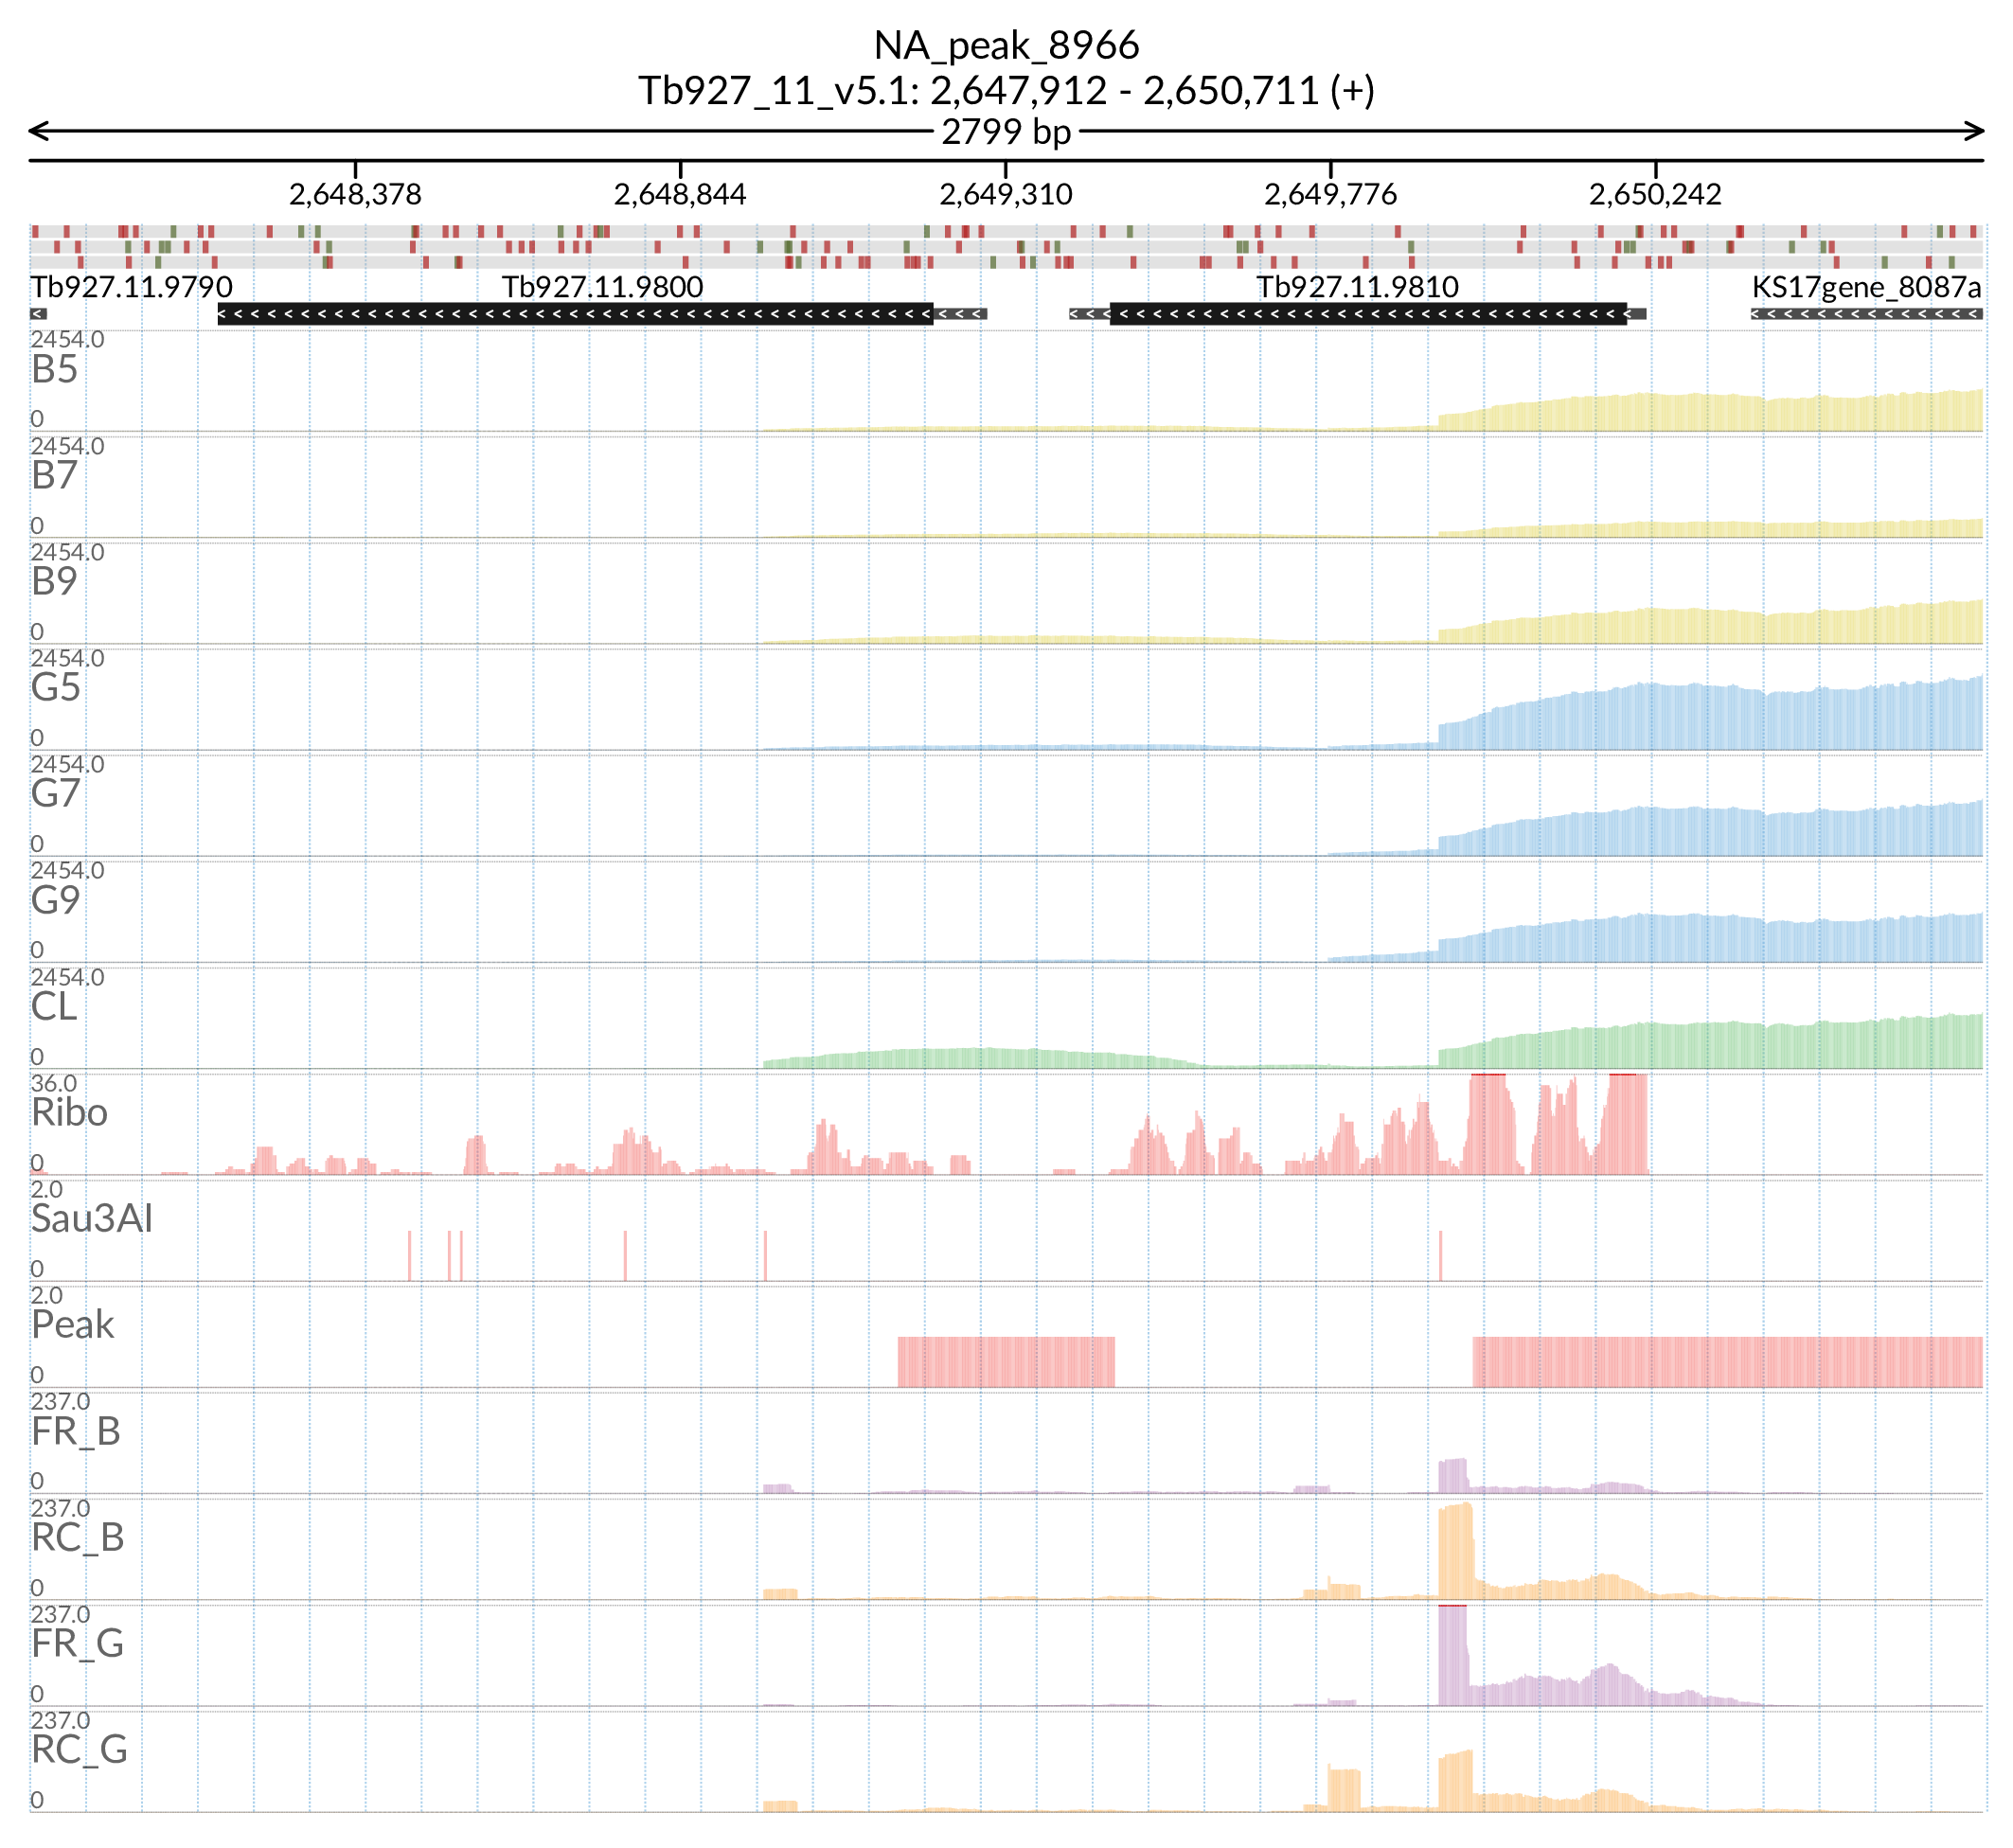 NA_peak_8966
Tb927_11_v5.1: 2,647,912 - 2,650,711 (+)
2799 bp
2,648,378 2,648,844 2,649,310 2,649,776 2,650,242
Tb927.11.9790 Tb927.11.9800 Tb927.11.9810 KS17gene_8087a
2454.0
B5
0
2454.0
B7
0
2454.0
B9
0
2454.0
G5
0
2454.0
G7
0
2454.0
G9
0
2454.0
CL
0
36.0
Ribo
0
2.0
Sau3AI
0
2.0
Peak
0
237.0
FR_B
0
237.0
RC_B
0
237.0
FR_G
0
237.0
RC_G
0